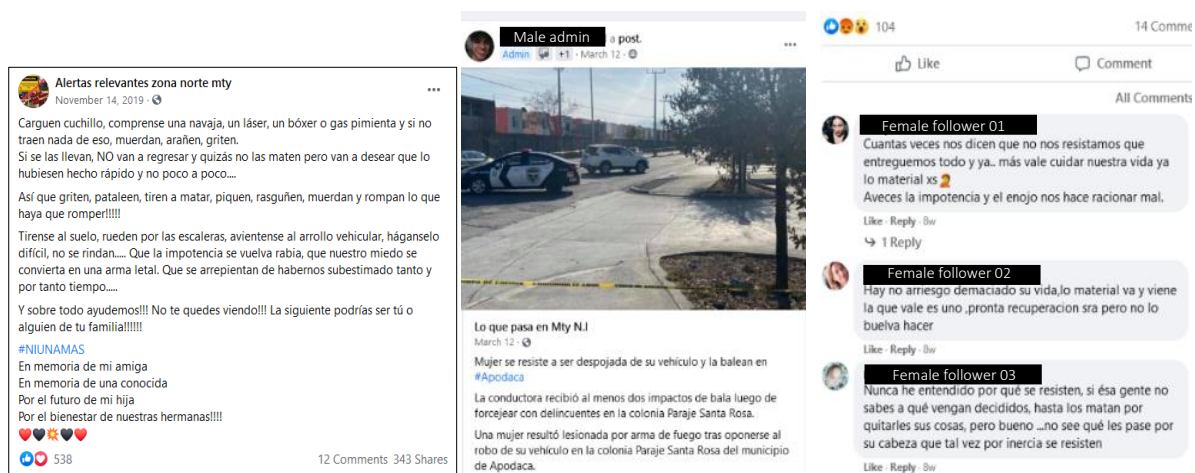 Alertas relevantes zona norte mty
November 14, 2019 ·
Carguen cuchillo, comprense una navaja, un láser, un bóxer o gas pimienta y si no
traen nada de eso, muerdan, arañen, griten.
Si se las llevan, NO van a regresar y quizás no las maten pero van a desear que lo
hubiesen hecho rápido y no poco a poco....
Así que griten, pataleen, tiren a matar, piquen, rasguñen, muerdan y rompan lo que
haya que romper!!!!!
Tirense al suelo, rueden por las escaleras, avientense al arrollo vehicular, háganselo
difícil, no se rindan..... Que la impotencia se vuelva rabia, que nuestro miedo se
convierta en una arma letal. Que se arrepientan de habernos subestimado tanto y
por tanto tiempo.....
Y sobre todo ayudemos!!! No te quedes viendo!!! La siguiente podrías ser tú o
alguien de tu familia!!!!!!
#NIUNAMAS
En memoria de mi amiga
En memoria de una conocida
Por el futuro de mi hija
Por el bienestar de nuestras hermanas!!!!
538
12 Comments 343 Shares
Male admin
a post.
Admin +1 · March 12 ·
Lo que pasa en Mty N.l
March 12 ·
Mujer se resiste a ser despojada de su vehículo y la balean en
#Apodaca
La conductora recibió al menos dos impactos de bala luego de
forcejear con delincuentes en la colonia Paraje Santa Rosa.
Una mujer resultó lesionada por arma de fuego tras oponerse al
robo de su vehículo en la colonia Paraje Santa Rosa del municipio
de Apodaca.
104
14 Comme
Like
Comment
All Comments
Female follower 01
Cuantas veces nos dicen que no nos resistamos que
entreguemos todo y ya.. más vale cuidar nuestra vida ya
lo material xs
Aveces la impotencia y el enojo nos hace racionar mal.
Like · Reply · 8w
1 Reply
Female follower 02
Hay no arriesgo demaciado su vida,lo material va y viene
la que vale es uno ,pronta recuperacion sra pero no lo
buelva hacer
Like · Reply · 8w
Female follower 03
Nunca he entendido por qué se resisten, si ésa gente no
sabes a qué vengan decididos, hasta los matan por
quitarles sus cosas, pero bueno ...no see qué les pase por
su cabeza que tal vez por inercia se resisten
Like · Reply · 8w